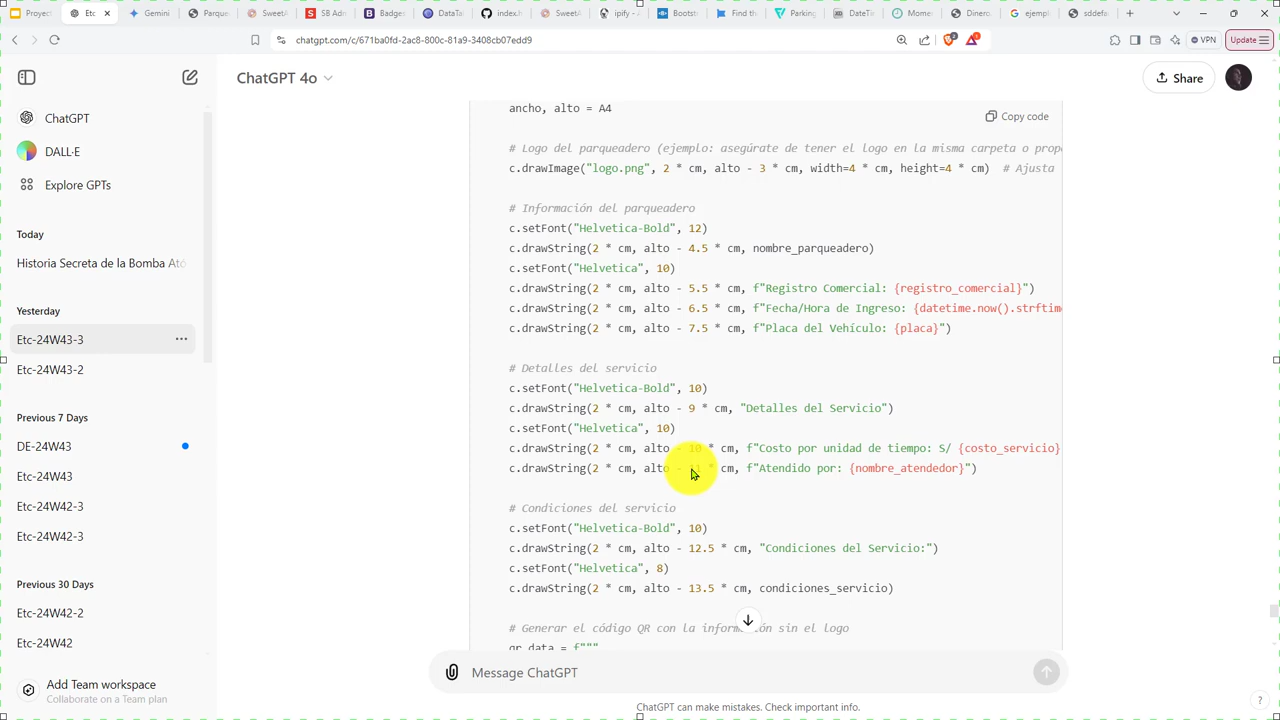 Project
Etc
Gemini
Parque
SweetA
SB Adn
Badge
DataTa
index.h
SweetA
ipify -
Bootst
Find th
Parking
DateTi
Mome
Dinero
ejempl
sddefa
chatgpt.com/c/671ba0fd-2ac8-800c-81a9-3408cb07edd9
VPN
Update
ChatGPT 4o
Share
ChatGPT
DALL·E
Explore GPTs
Today
Historia Secreta de la Bomba Ató
Yesterday
Etc-24W43-3
Etc-24W43-2
Previous 7 Days
DE-24W43
Etc-24W43
Etc-24W42-3
Etc-24W42-3
Previous 30 Days
Etc-24W42-2
Etc-24W42
Add Team workspace
Collaborate on a Team plan
Copy code
ancho, alto = A4
# Logo del parqueadero (ejemplo: asegúrate de tener el logo en la misma carpeta o prop
c.drawImage("logo.png", 2 * cm, alto - 3 * cm, width=4 * cm, height=4 * cm)  # Ajusta
# Información del parqueadero
c.setFont("Helvetica-Bold", 12)
c.drawString(2 * cm, alto - 4.5 * cm, nombre_parqueadero)
c.setFont("Helvetica", 10)
c.drawString(2 * cm, alto - 5.5 * cm, f"Registro Comercial: {registro_comercial}")
c.drawString(2 * cm, alto - 6.5 * cm, f"Fecha/Hora de Ingreso: {datetime.now().strftime
c.drawString(2 * cm, alto - 7.5 * cm, f"Placa del Vehículo: {placa}")
# Detalles del servicio
c.setFont("Helvetica-Bold", 10)
c.drawString(2 * cm, alto - 9 * cm, "Detalles del Servicio")
c.setFont("Helvetica", 10)
c.drawString(2 * cm, alto - 10 * cm, f"Costo por unidad de tiempo: S/ {costo_servicio}
c.drawString(2 * cm, alto - 11 * cm, f"Atendido por: {nombre_atendedor}")
# Condiciones del servicio
c.setFont("Helvetica-Bold", 10)
c.drawString(2 * cm, alto - 12.5 * cm, "Condiciones del Servicio:")
c.setFont("Helvetica", 8)
c.drawString(2 * cm, alto - 13.5 * cm, condiciones_servicio)
# Generar el código QR con la información sin el logo
qr_data = f"""
Message ChatGPT
ChatGPT can make mistakes. Check important info.
?